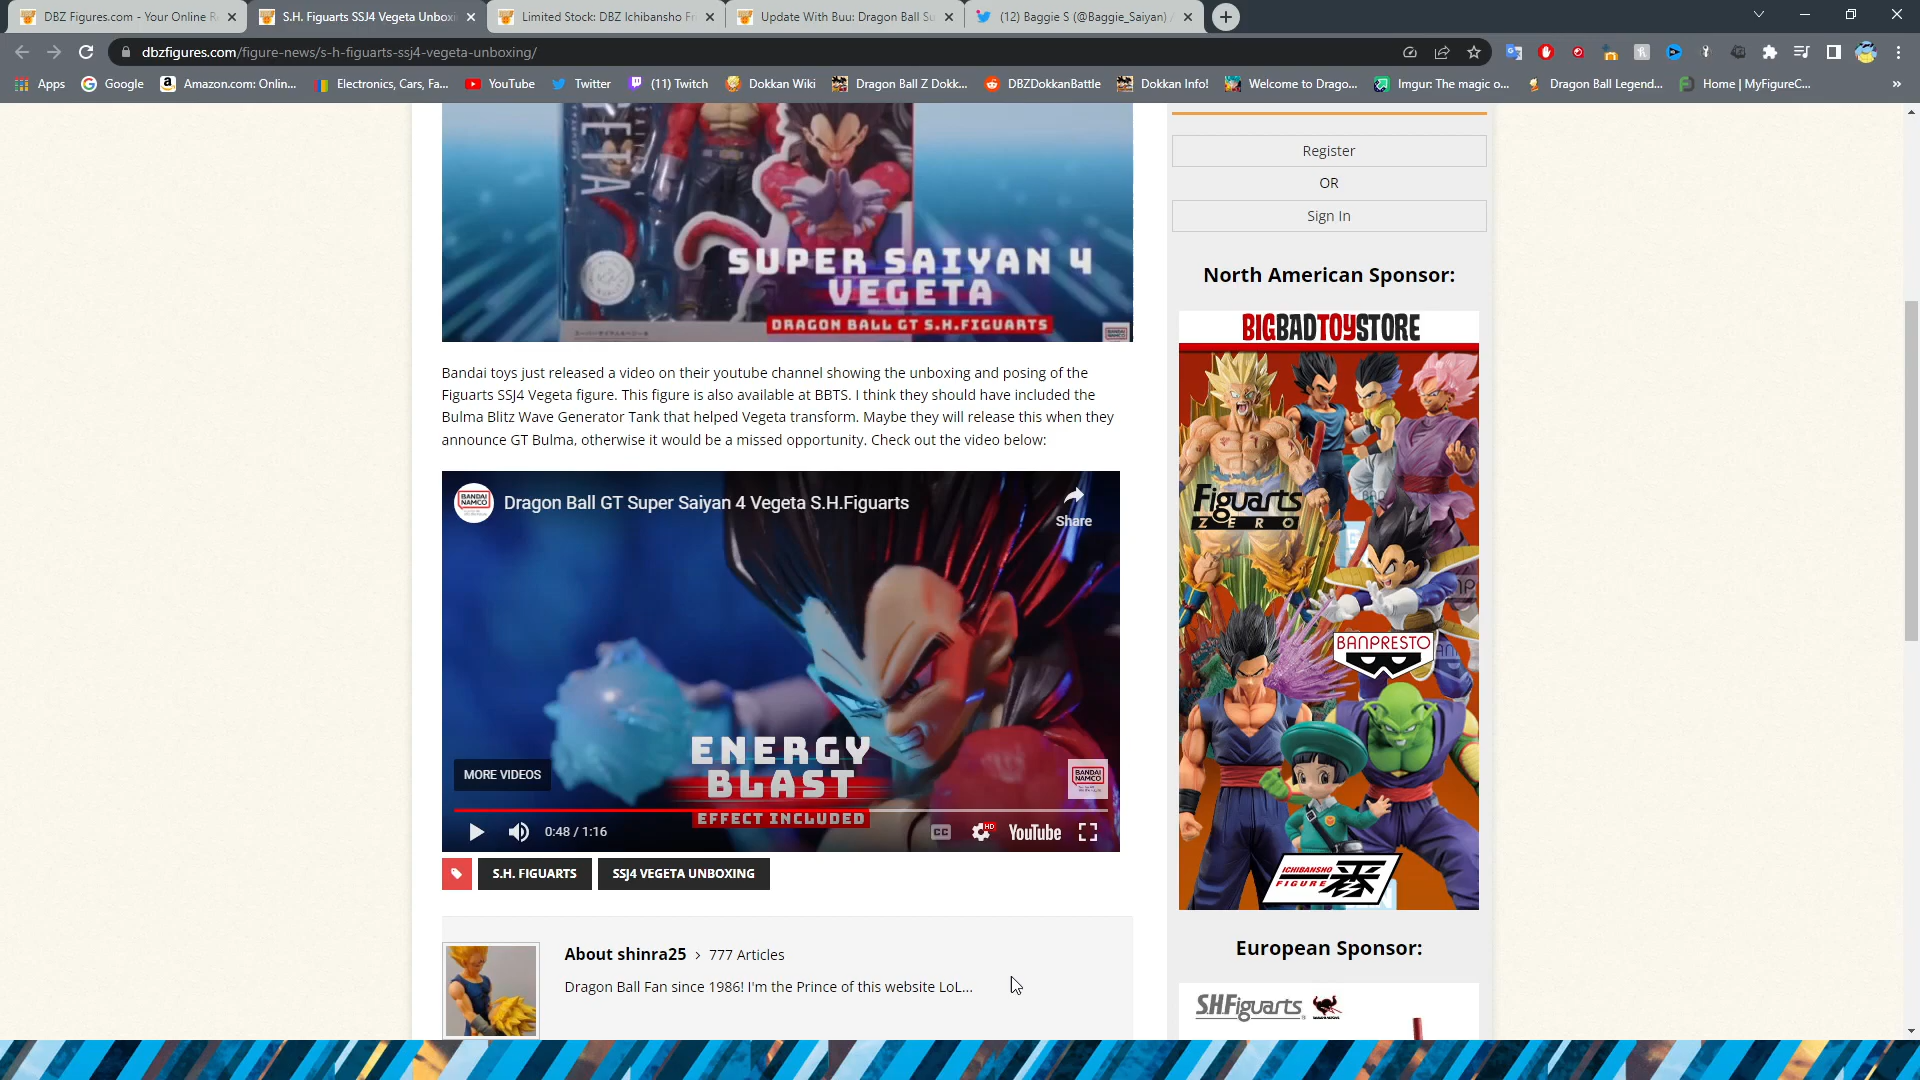 DBZ Figures.com - Your Online R
S.H. Figuarts SSJ4 Vegeta Unboxi
Limited Stock: DBZ Ichibansho Fi
Update With Buu: Dragon Ball Su
(12) Baggie S (@Baggie_Saiyan) /
dbzfigures.com/figure-news/s-h-figuarts-ssj4-vegeta-unboxing/
Apps
Google
Amazon.com: Onlin...
Electronics, Cars, Fa...
YouTube
Twitter
(11) Twitch
Dokkan Wiki
Dragon Ball Z Dokk...
DBZDokkanBattle
Dokkan Info!
Welcome to Drago...
Imgur: The magic o...
Dragon Ball Legend...
Home | MyFigureC...
»
SUPER SAIYAN 4
VEGETA
DRAGON BALL GT S.H.FIGUARTS
Bandai toys just released a video on their youtube channel showing the unboxing and posing of the
Figuarts SSJ4 Vegeta figure. This figure is also available at BBTS. I think they should have included the
Bulma Blitz Wave Generator Tank that helped Vegeta transform. Maybe they will release this when they
announce GT Bulma, otherwise it would be a missed opportunity. Check out the video below:
BANDAI
NAMCO
Dragon Ball GT Super Saiyan 4 Vegeta S.H.Figuarts
Share
ENERGY
BLAST
EFFECT INCLUDED
MORE VIDEOS
BANDAI
NAMCO
0:48 / 1:16
CC
HD
YouTube
S.H. FIGUARTS
SSJ4 VEGETA UNBOXING
About shinra25 › 777 Articles
Dragon Ball Fan since 1986! I'm the Prince of this website LoL...
Register
OR
Sign In
North American Sponsor:
BIGBADTOYSTORE
Figuarts
ZERO
BANPRESTO
ICHIBANSHO
FIGURE
European Sponsor:
S.H.Figuarts